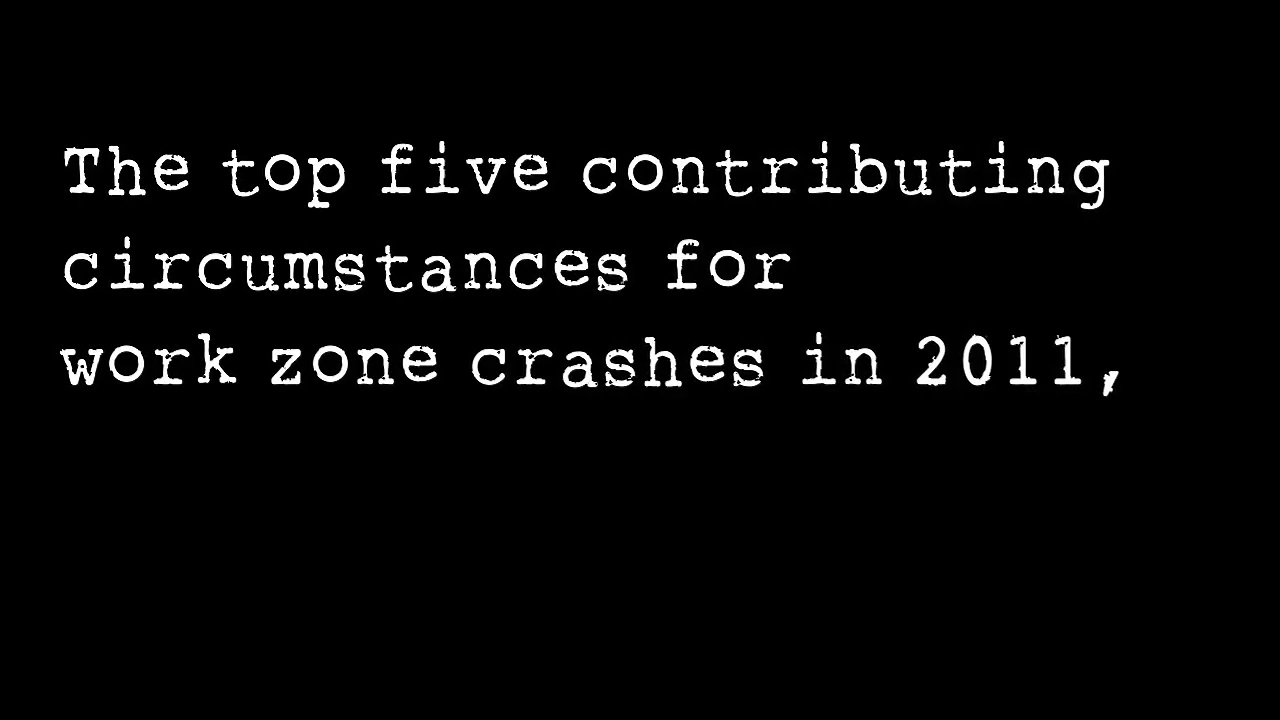 The top five contributing
circumstances for
work zone crashes in 2011,